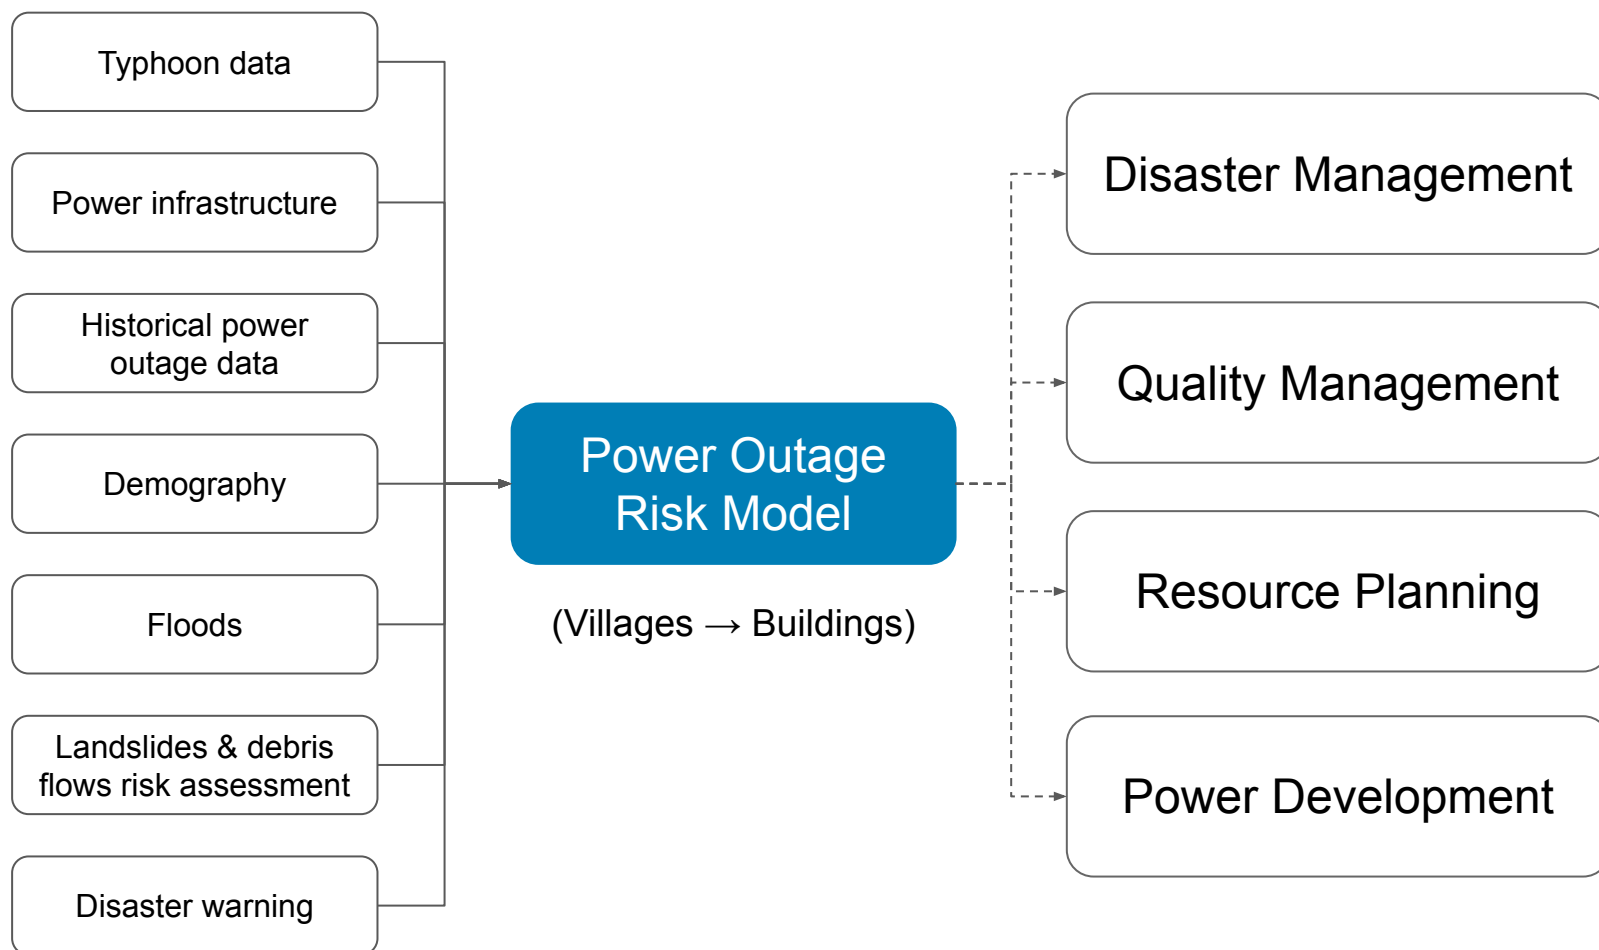 Typhoon data
Power infrastructure
Historical power
outage data
Demography
Floods
Landslides & debris
flows risk assessment
Disaster warning
Power Outage
Risk Model
(Villages → Buildings)
Disaster Management
Quality Management
Resource Planning
Power Development